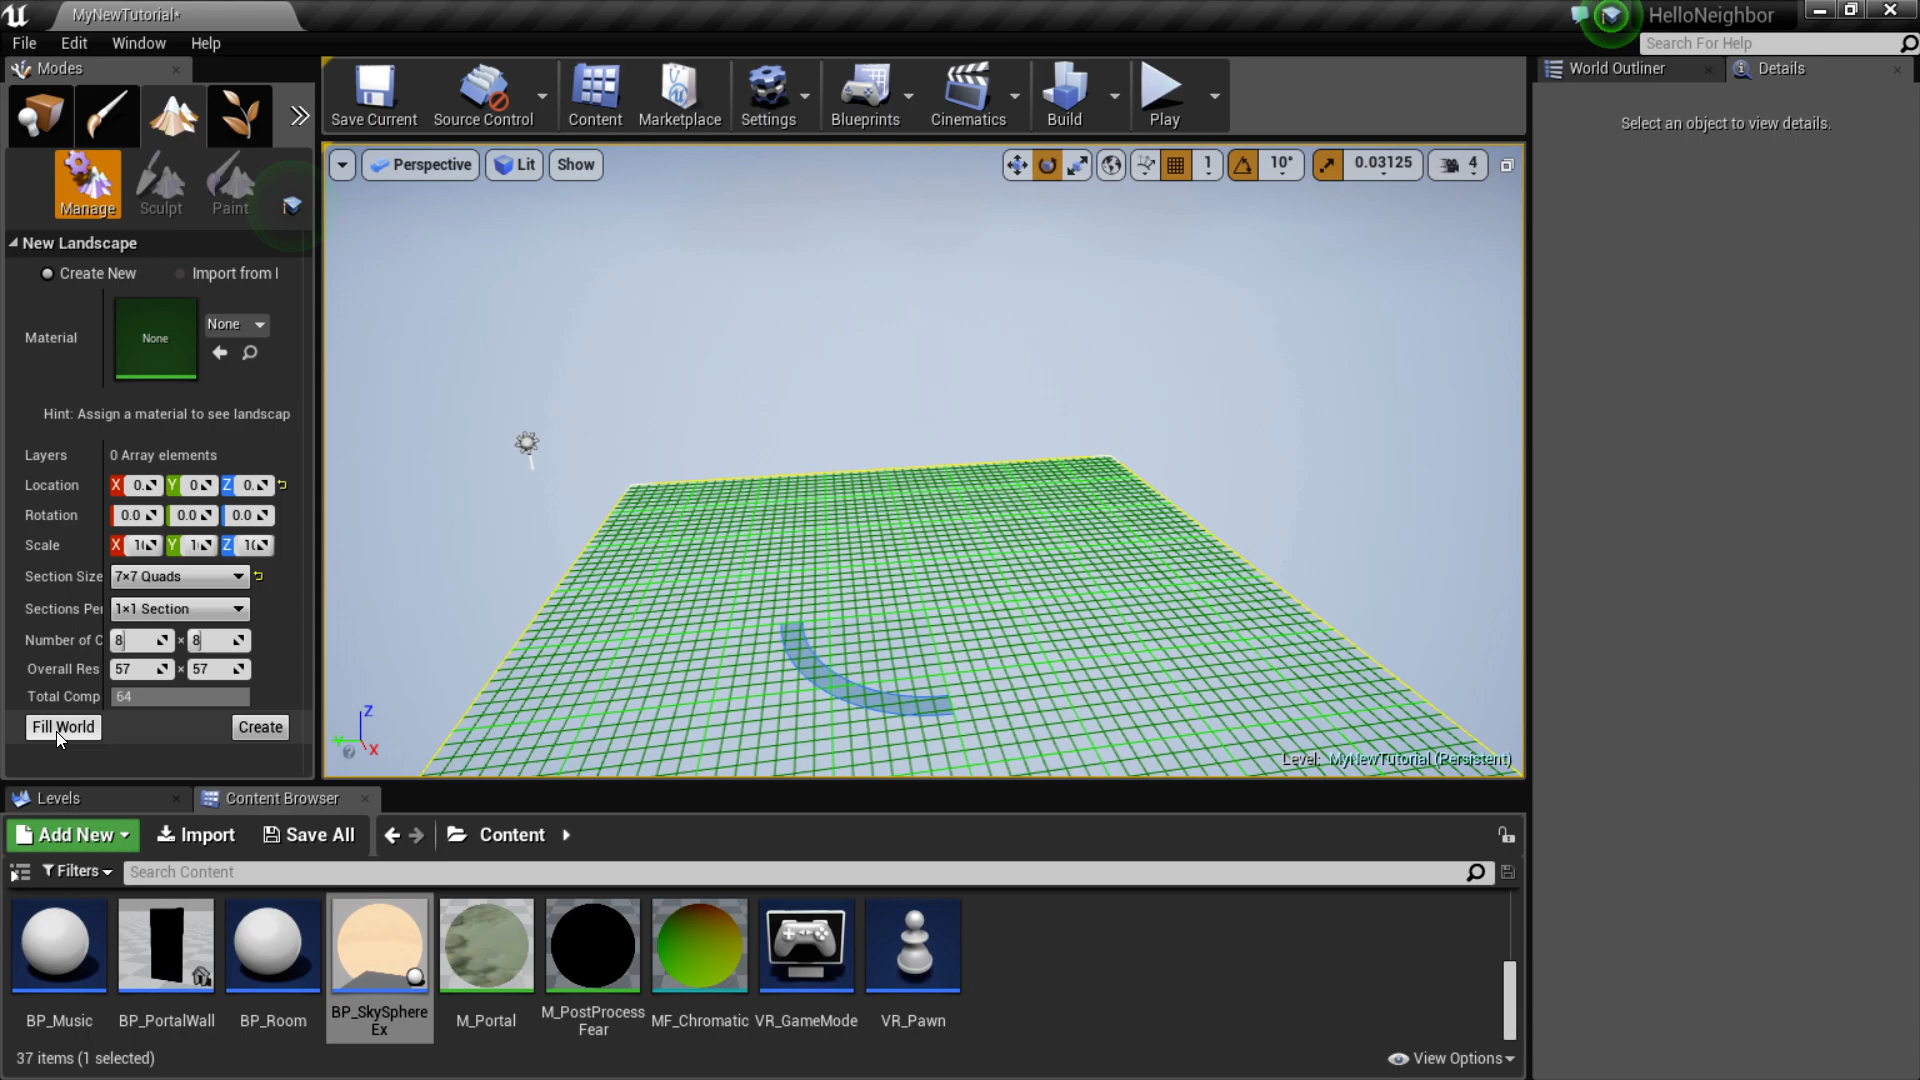 MyNewTutorial*
HelloNeighbor
File Edit Window Help
Search For Help
Modes
World Outliner
Details
Save Current
Source Control
Content
Marketplace
Settings
Blueprints
Cinematics
Build
Play
Select an object to view details.
Perspective
Lit
Show
1
10°
0.03125
4
Manage
Sculpt
Paint
New Landscape
Create New
Import from
Material
None
None
Hint: Assign a material to see landscap
Layers 0 Array elements
Location X 0. Y 0 Z 0.
Rotation 0.0 0.0 0.0
Scale X Y Z
Section Size 7×7 Quads
Sections Per 1×1 Section
Number of C 8 × 8
Overall Res 57 × 57
Total Comp 64
Fill World
Create
Z
Y
X
Level: MyNewTutorial (Persistent)
Levels
Content Browser
Add New
Import
Save All
Content
Filters
Search Content
BP_Music
BP_PortalWall
BP_Room
BP_SkySphere
Ex
M_Portal
M_PostProcess
Fear
MF_Chromatic
VR_GameMode
VR_Pawn
37 items (1 selected)
View Options